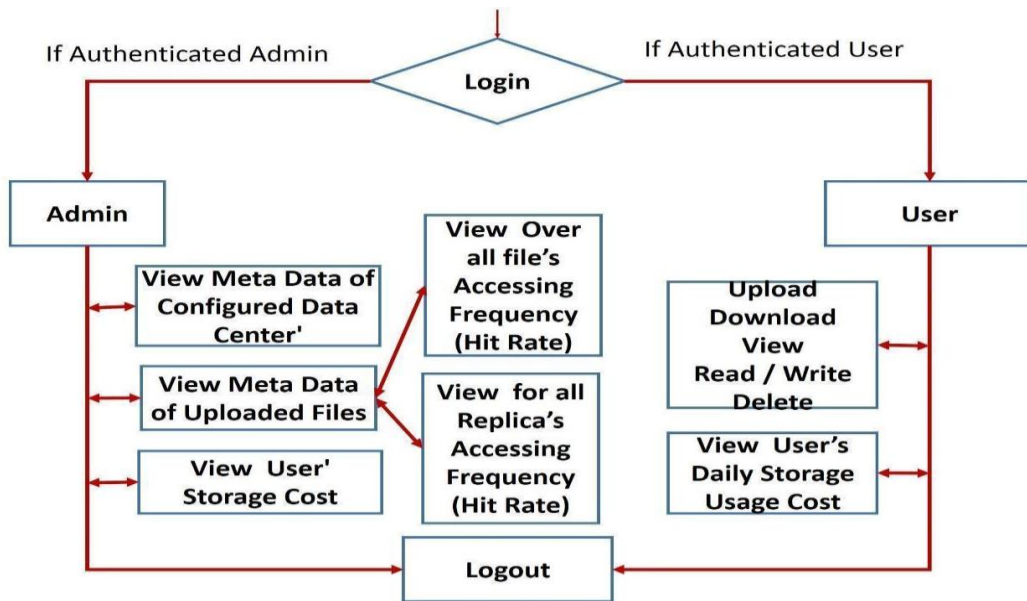 If Authenticated Admin
If Authenticated User
Login
Admin
User
View Over
all file’s
Accessing
Frequency
(Hit Rate)
View Meta Data of
Configured Data
Center'
Upload
Download
View
Read / Write
Delete
View Meta Data
of Uploaded Files
View for all
Replica’s
Accessing
Frequency
(Hit Rate)
View User'
Storage Cost
View User’s
Daily Storage
Usage Cost
Logout